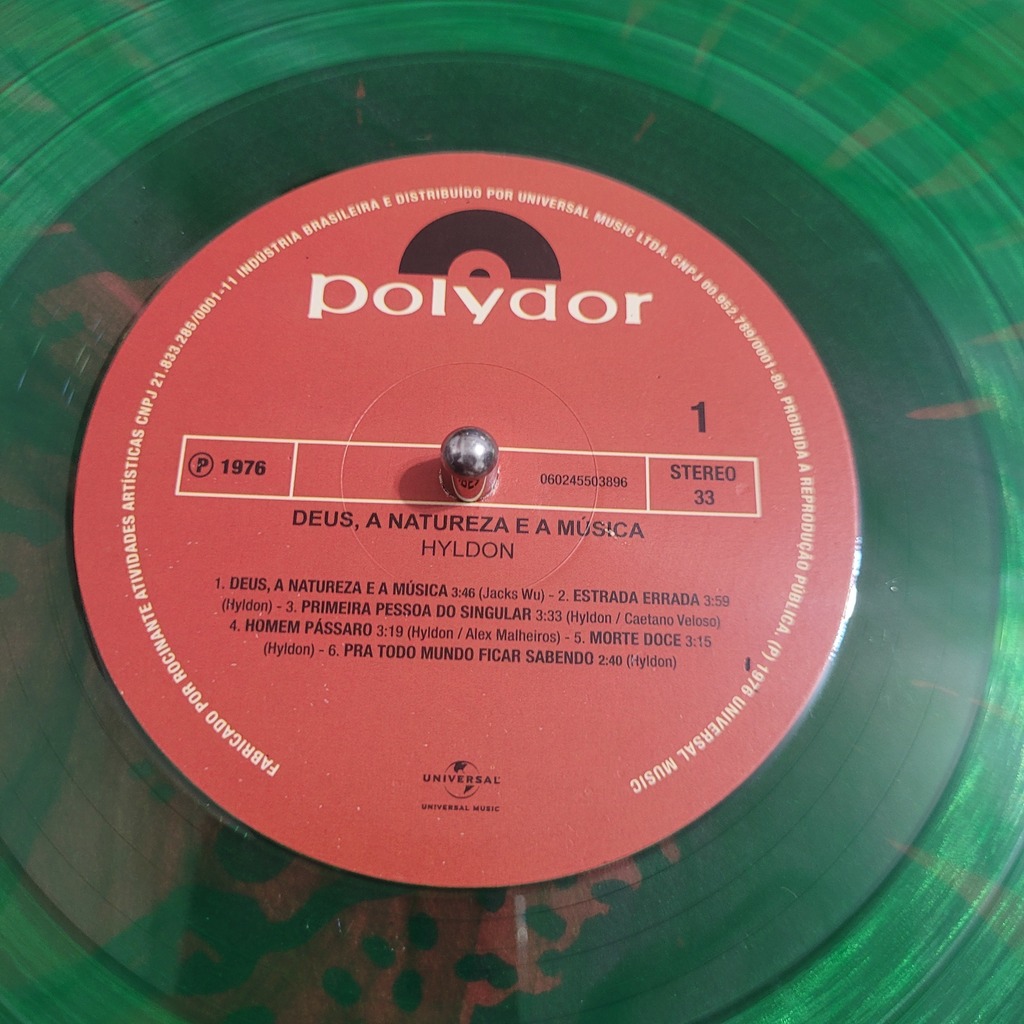 FABRICADO POR ROCINANTE ATIVIDADES ARTÍSTICAS CNPJ 21.833.285/0001-11 INDÚSTRIA BRASILEIRA E DISTRIBUÍDO POR UNIVERSAL MUSIC LTDA. CNPJ 00.952.789/0001-80. PROIBIDA A REPRODUÇÃO PÚBLICA. (P) 1976 UNIVERSAL MUSIC
polydor
1
℗ 1976
060245503896
STEREO
33
DEUS, A NATUREZA E A MÚSICA
HYLDON
1. DEUS, A NATUREZA E A MÚSICA 3:46 (Jacks Wu) - 2. ESTRADA ERRADA 3:59
(Hyldon) - 3. PRIMEIRA PESSOA DO SINGULAR 3:33 (Hyldon / Caetano Veloso)
4. HOMEM PÁSSARO 3:19 (Hyldon / Alex Malheiros) - 5. MORTE DOCE 3:15
(Hyldon) - 6. PRA TODO MUNDO FICAR SABENDO 2:40 (Hyldon)
UNIVERSAL
UNIVERSAL MUSIC